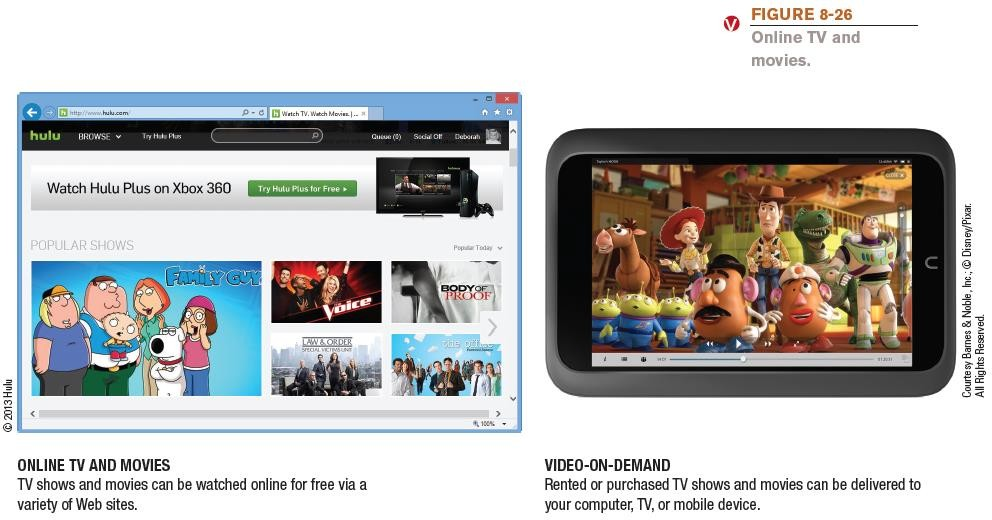 FIGURE 8-26
Online TV and
movies.
http://www.hulu.com/
Watch TV. Watch Movies. | ...
hulu
BROWSE
Try Hulu Plus
Queue (0)
Social Off
Deborah
Watch Hulu Plus on Xbox 360
Try Hulu Plus for Free
POPULAR SHOWS
Popular Today
FAMILY GUY
The Voice
BODY OF
PROOF
LAW & ORDER
SPECIAL VICTIMS UNIT
the office
100%
© 2013 Hulu
CLOSE X
Courtesy Barnes & Noble, Inc.; © Disney/Pixar.
All Rights Reserved.
ONLINE TV AND MOVIES
TV shows and movies can be watched online for free via a
variety of Web sites.
VIDEO-ON-DEMAND
Rented or purchased TV shows and movies can be delivered to
your computer, TV, or mobile device.